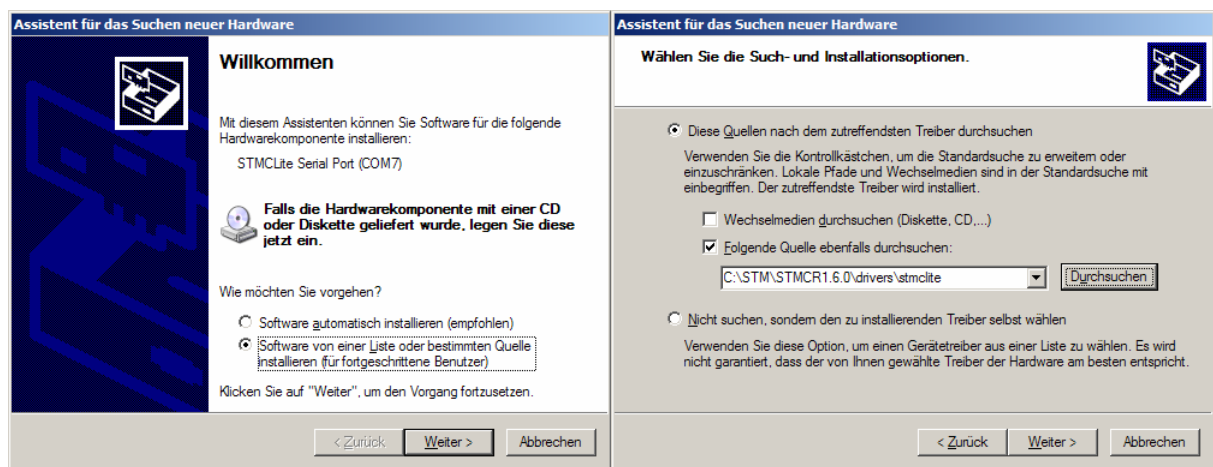 Assistent für das Suchen neuer Hardware
Willkommen
Mit diesem Assistenten können Sie Software für die folgende
Hardwarekomponente installieren:
STMCLite Serial Port (COM7)
Falls die Hardwarekomponente mit einer CD
oder Diskette geliefert wurde, legen Sie diese
jetzt ein.
Wie möchten Sie vorgehen?
Software automatisch installieren (empfohlen)
Software von einer Liste oder bestimmten Quelle
installieren (für fortgeschrittene Benutzer)
Klicken Sie auf "Weiter", um den Vorgang fortzusetzen.
< Zurück
Weiter >
Abbrechen
Assistent für das Suchen neuer Hardware
Wählen Sie die Such- und Installationsoptionen.
Diese Quellen nach dem zutreffendsten Treiber durchsuchen
Verwenden Sie die Kontrollkästchen, um die Standardsuche zu erweitern oder
einzuschränken. Lokale Pfade und Wechselmedien sind in der Standardsuche mit
einbegriffen. Der zutreffendste Treiber wird installiert.
Wechselmedien durchsuchen (Diskette, CD,...)
Folgende Quelle ebenfalls durchsuchen:
C:\STM\STMCR1.6.0\drivers\stmclite
Durchsuchen
Nicht suchen, sondern den zu installierenden Treiber selbst wählen
Verwenden Sie diese Option, um einen Gerätetreiber aus einer Liste zu wählen. Es wird
nicht garantiert, dass der von Ihnen gewählte Treiber der Hardware am besten entspricht.
< Zurück
Weiter >
Abbrechen